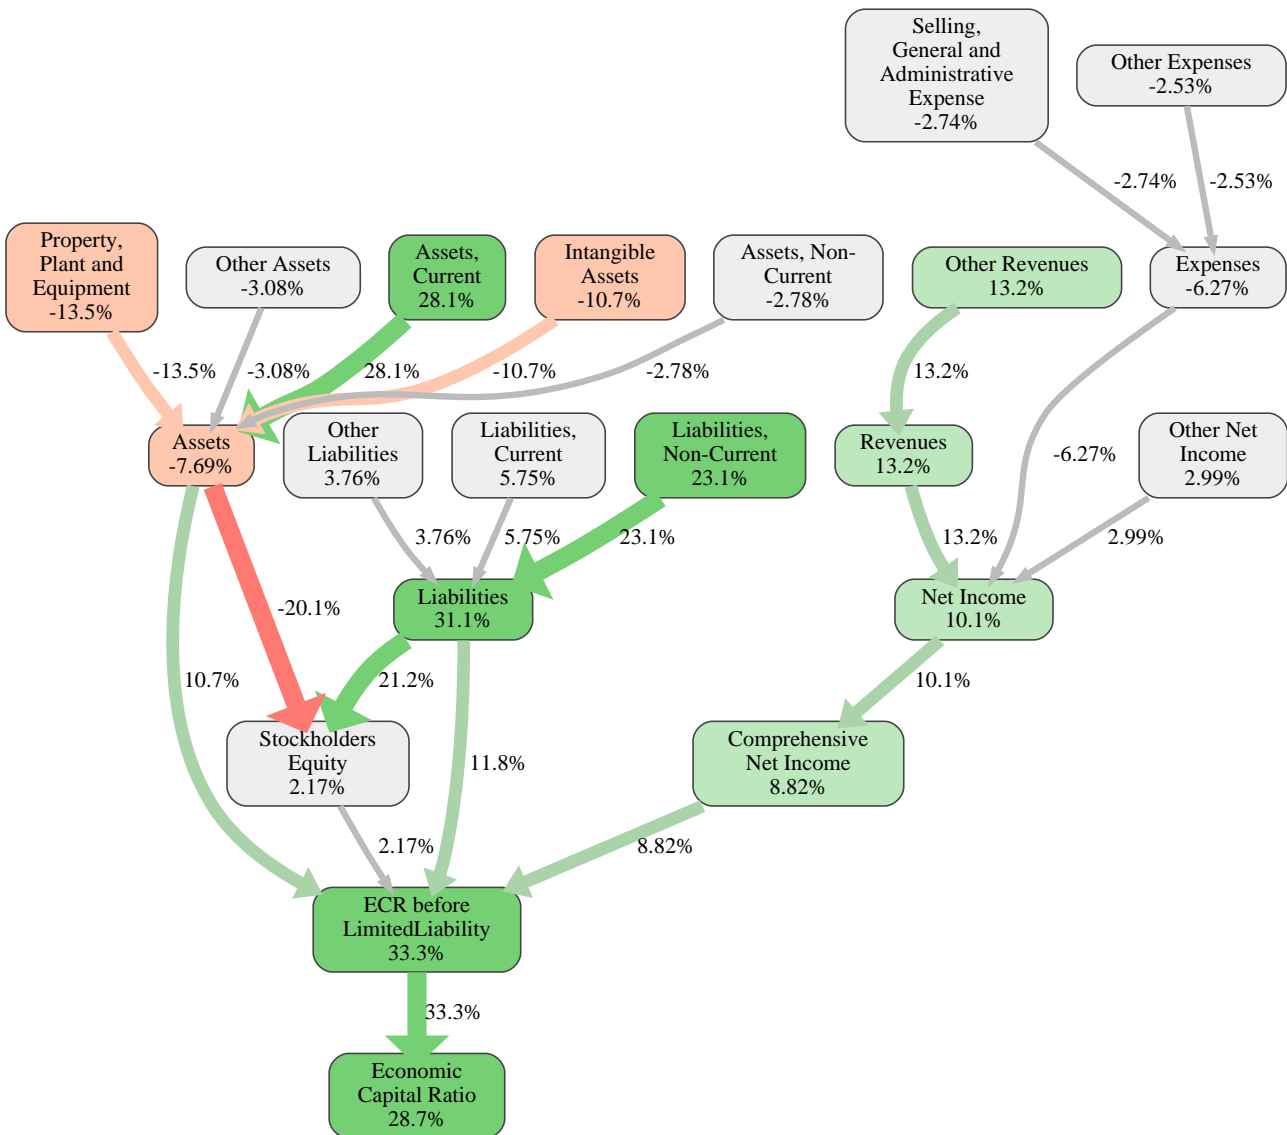 Selling,
General and
Administrative
Expense
-2.74%
Other Expenses
-2.53%
-2.74%
-2.53%
Property,
Plant and
Equipment
-13.5%
Other Assets
-3.08%
Assets,
Current
28.1%
Intangible
Assets
-10.7%
Assets, Non-
Current
-2.78%
Other Revenues
13.2%
Expenses
-6.27%
-13.5%
-3.08%
28.1%
-10.7%
-2.78%
13.2%
Assets
-7.69%
Other
Liabilities
3.76%
Liabilities,
Current
5.75%
Liabilities,
Non-Current
23.1%
Revenues
13.2%
-6.27%
Other Net
Income
2.99%
3.76%
5.75%
23.1%
13.2%
2.99%
-20.1%
Liabilities
31.1%
Net Income
10.1%
10.7%
21.2%
10.1%
Stockholders
Equity
2.17%
11.8%
Comprehensive
Net Income
8.82%
2.17%
8.82%
ECR before
LimitedLiability
33.3%
33.3%
Economic
Capital Ratio
28.7%